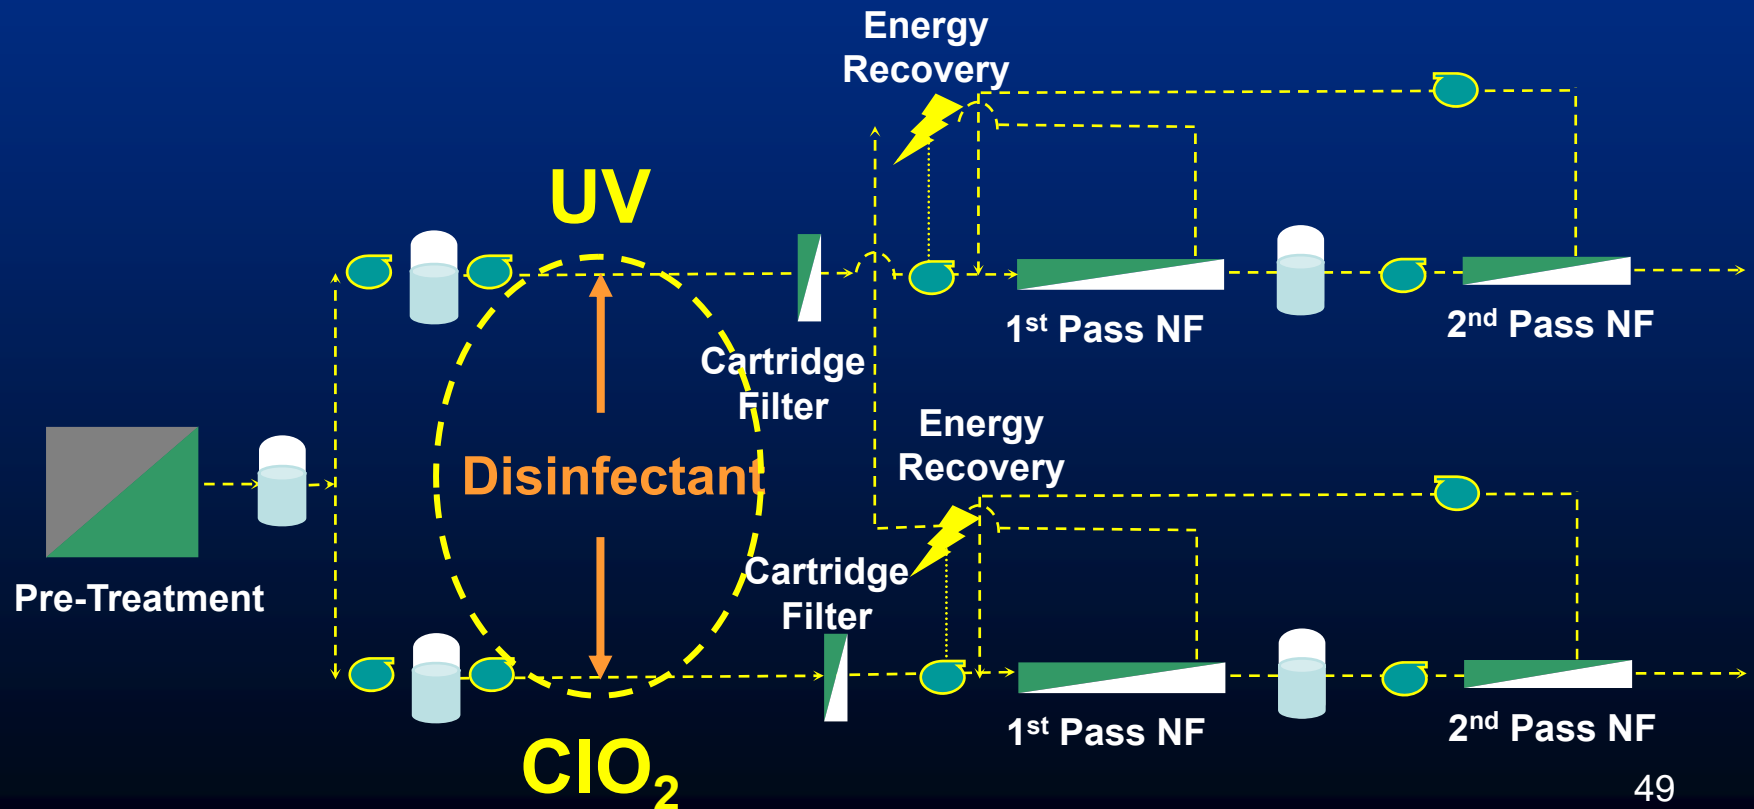 Energy
Recovery
UV
1st Pass NF
2nd Pass NF
Cartridge
Filter
Energy
Recovery
Disinfectant
Cartridge
Filter
Pre-Treatment
1st Pass NF
2nd Pass NF
ClO2
49